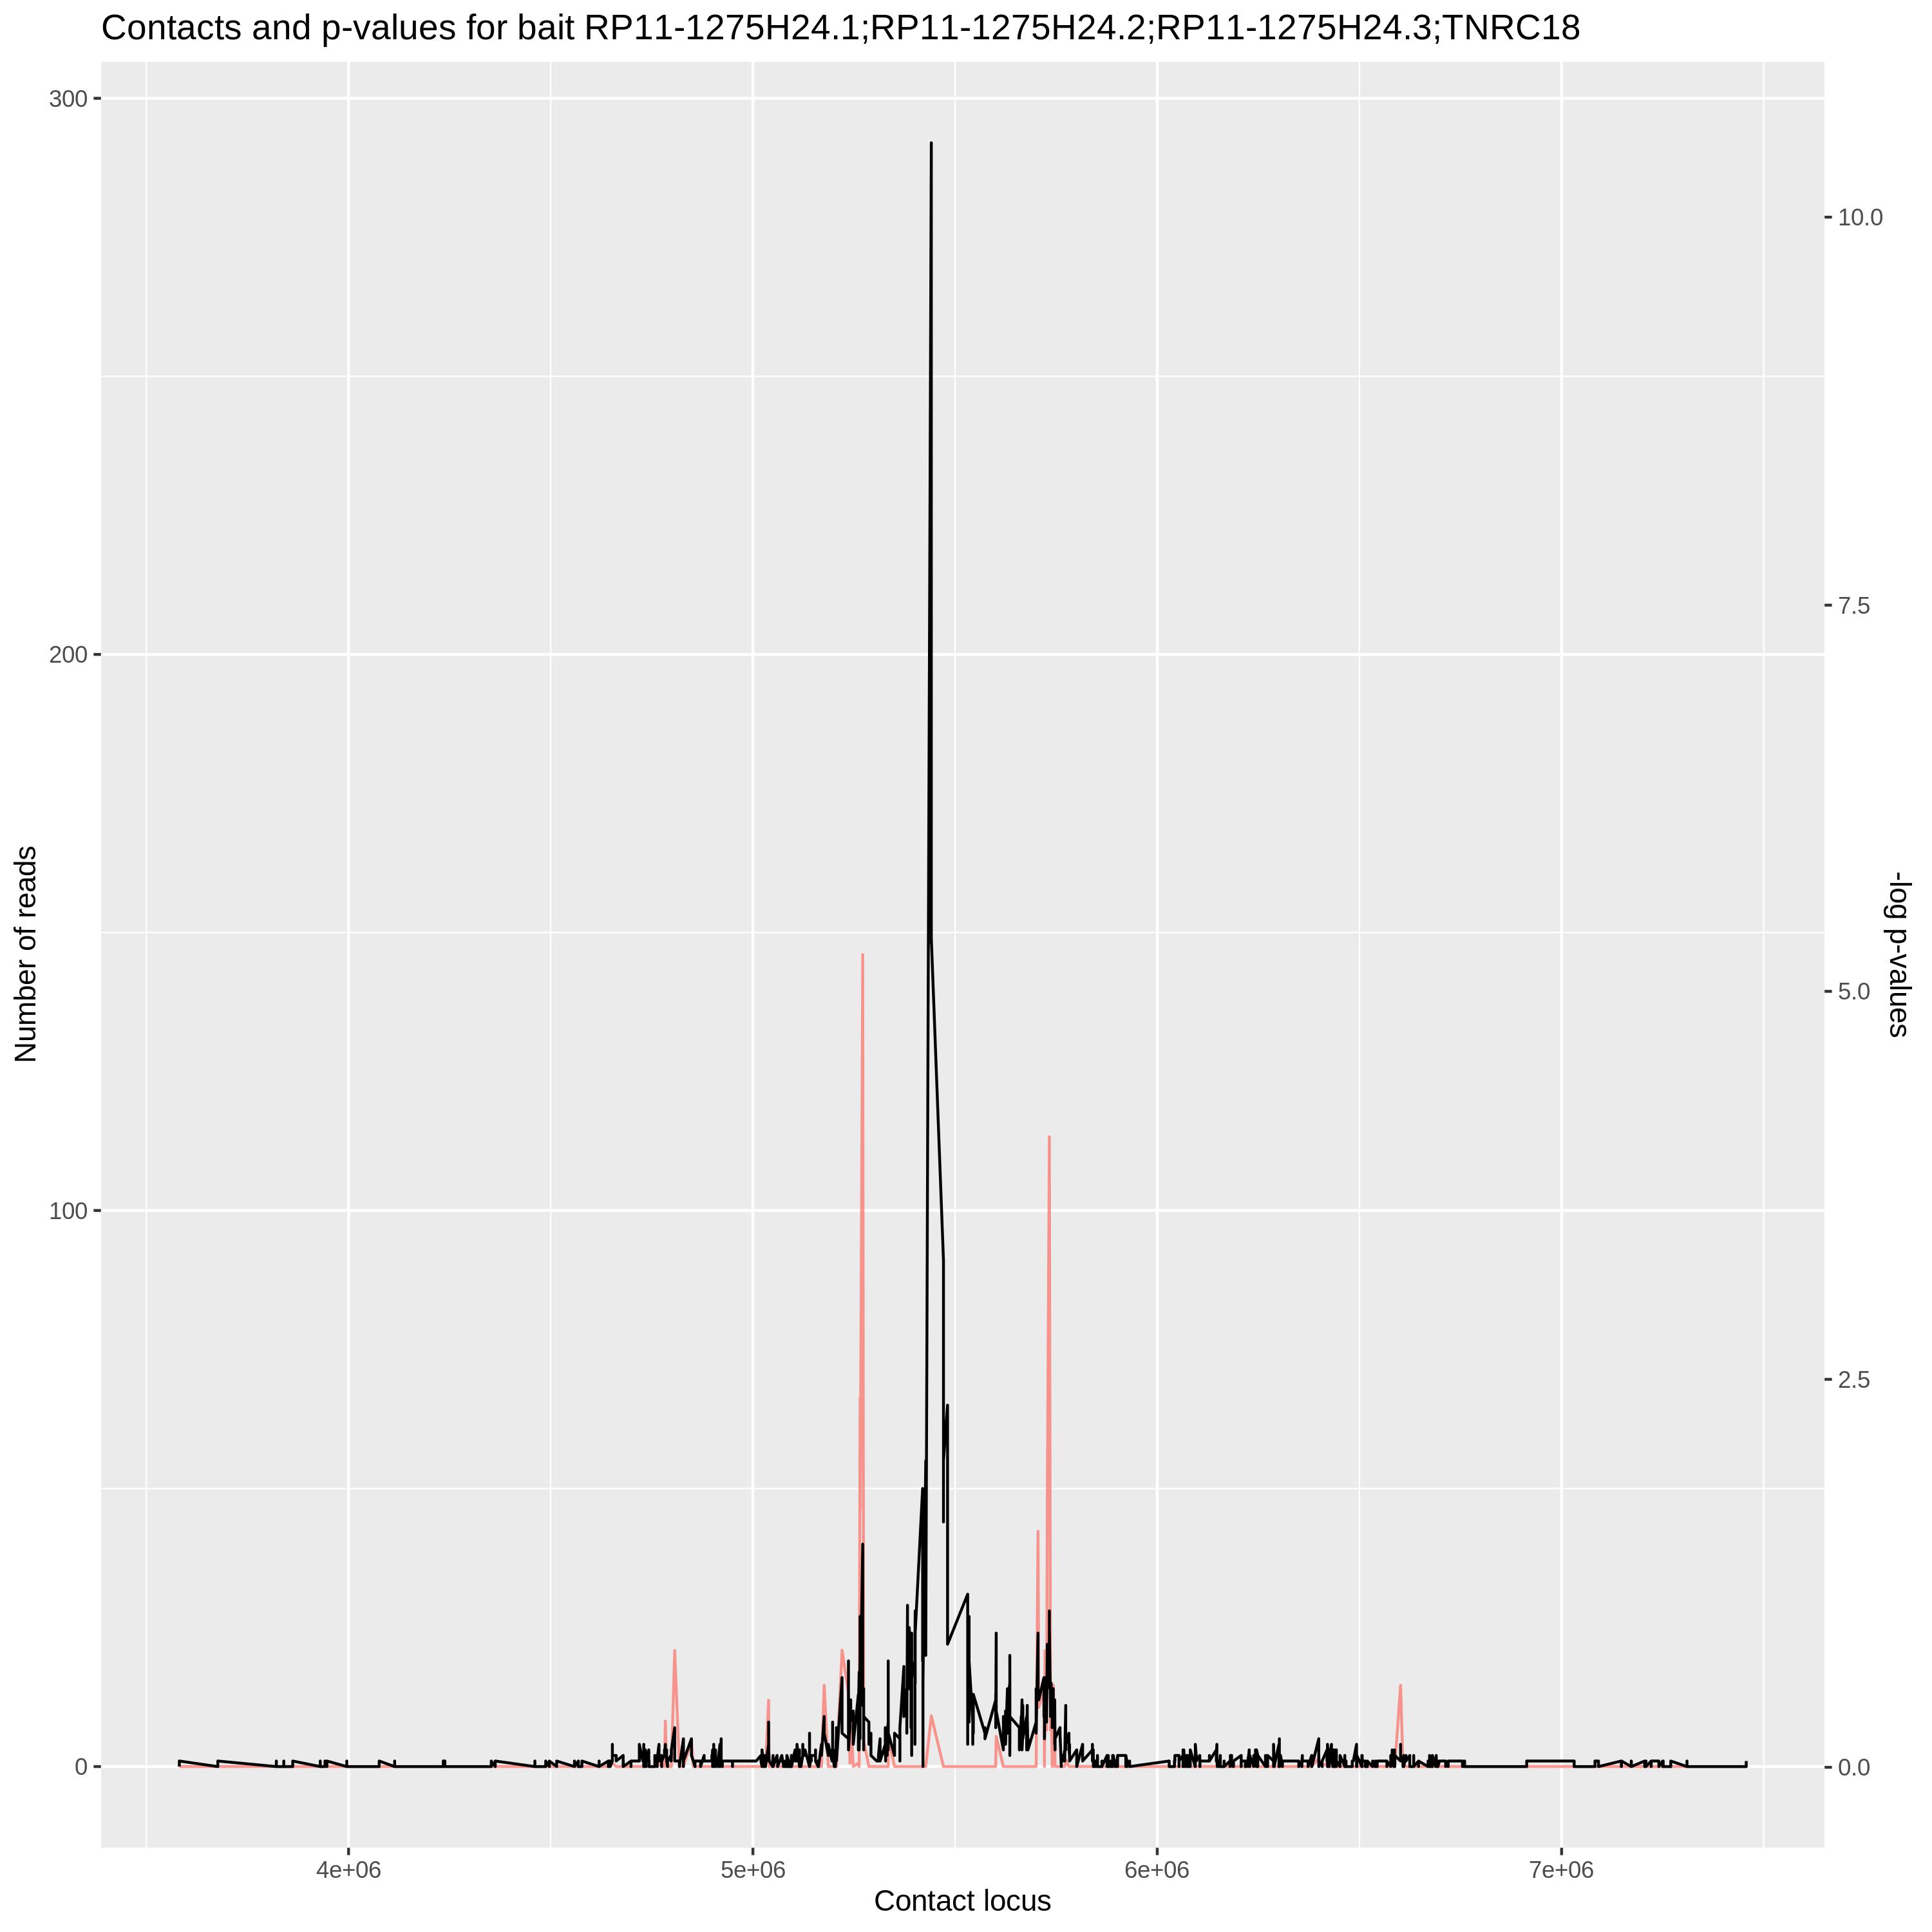 Contacts and p-values for bait RP11-1275H24.1;RP11-1275H24.2;RP11-1275H24.3;TNRC18
300
200
100
0
Number of reads
10.0
7.5
5.0
2.5
0.0
-log p-values
4e+06 5e+06 6e+06 7e+06
Contact locus